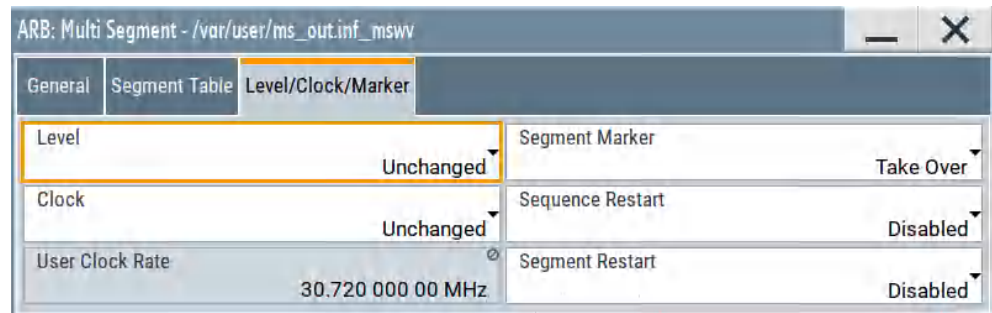 ARB: Multi Segment - /var/user/ms_out.inf_mswv
General Segment Table Level/Clock/Marker
Level
Unchanged
Segment Marker
Take Over
Clock
Unchanged
Sequence Restart
Disabled
User Clock Rate
30.720 000 00 MHz
Segment Restart
Disabled